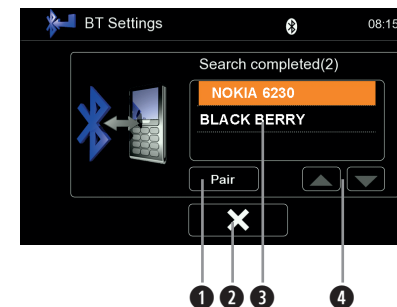 BT Settings
08:15
Search completed(2)
NOKIA 6230
BLACK BERRY
Pair
1 2 3 4